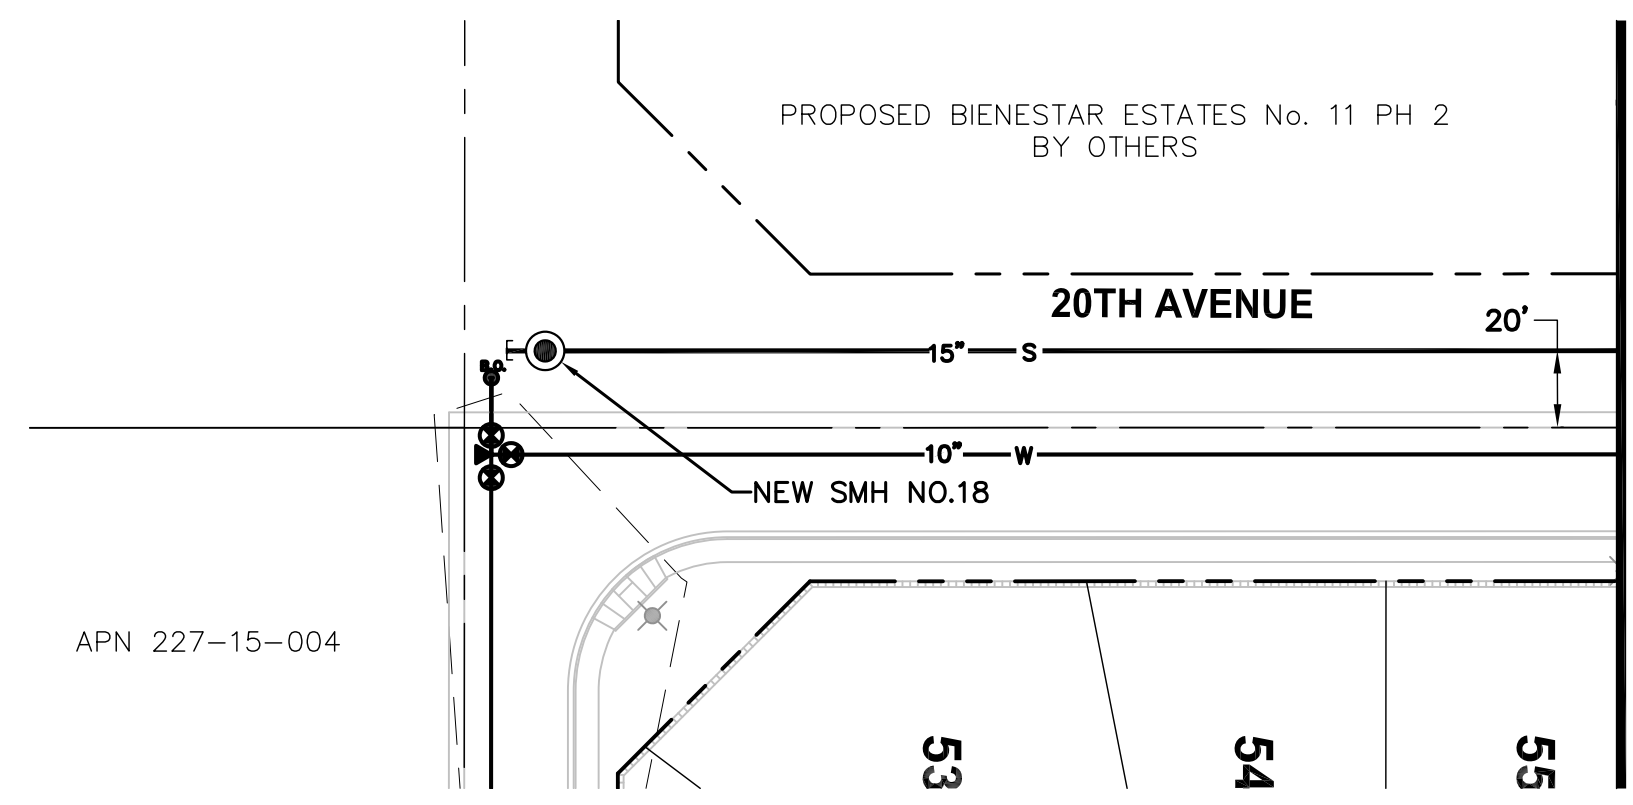 PROPOSED BIENESTAR ESTATES No. 11 PH 2
BY OTHERS
20TH AVENUE
20'
15" S
B.O.
10" W
NEW SMH NO.18
APN 227-15-004
53
54
55